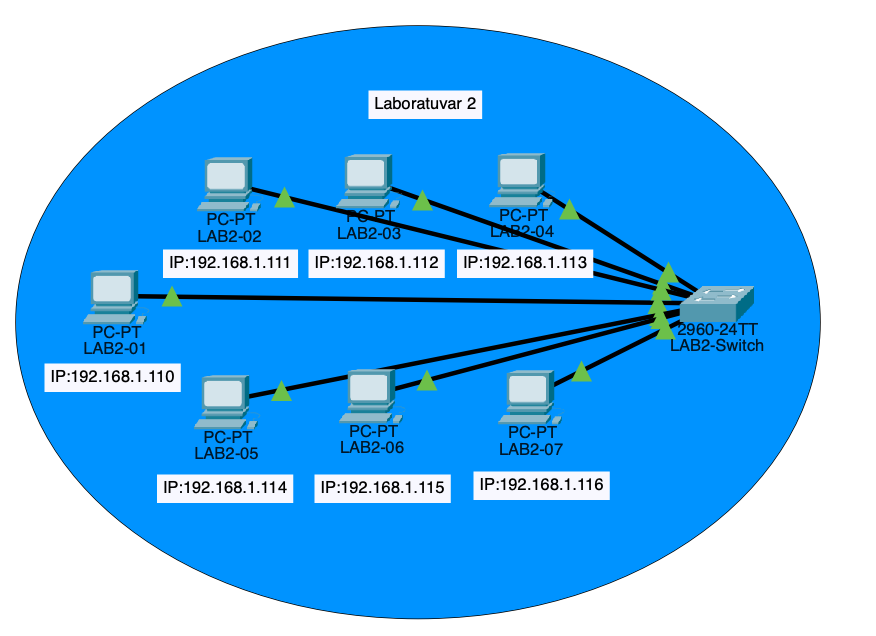 Laboratuvar 2
PC-PT
LAB2-02
IP:192.168.1.111
PC-PT
LAB2-03
IP:192.168.1.112
PC-PT
LAB2-04
IP:192.168.1.113
PC-PT
LAB2-01
IP:192.168.1.110
2960-24TT
LAB2-Switch
PC-PT
LAB2-05
IP:192.168.1.114
PC-PT
LAB2-06
IP:192.168.1.115
PC-PT
LAB2-07
IP:192.168.1.116